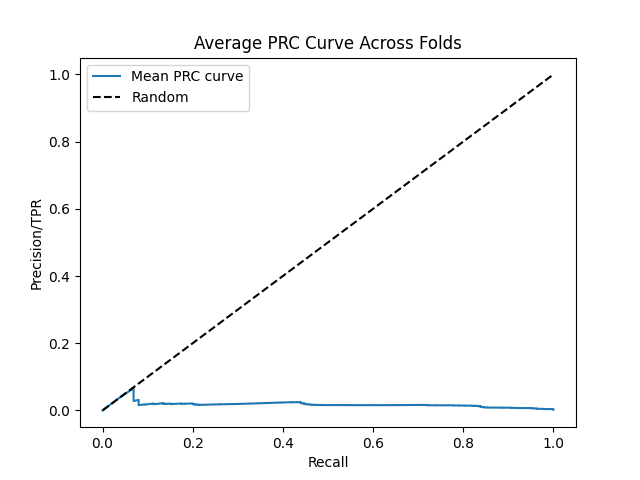 Average PRC Curve Across Folds
Mean PRC curve
Random
Precision/TPR
1.0
0.8
0.6
0.4
0.2
0.0
0.0 0.2 0.4 0.6 0.8 1.0
Recall